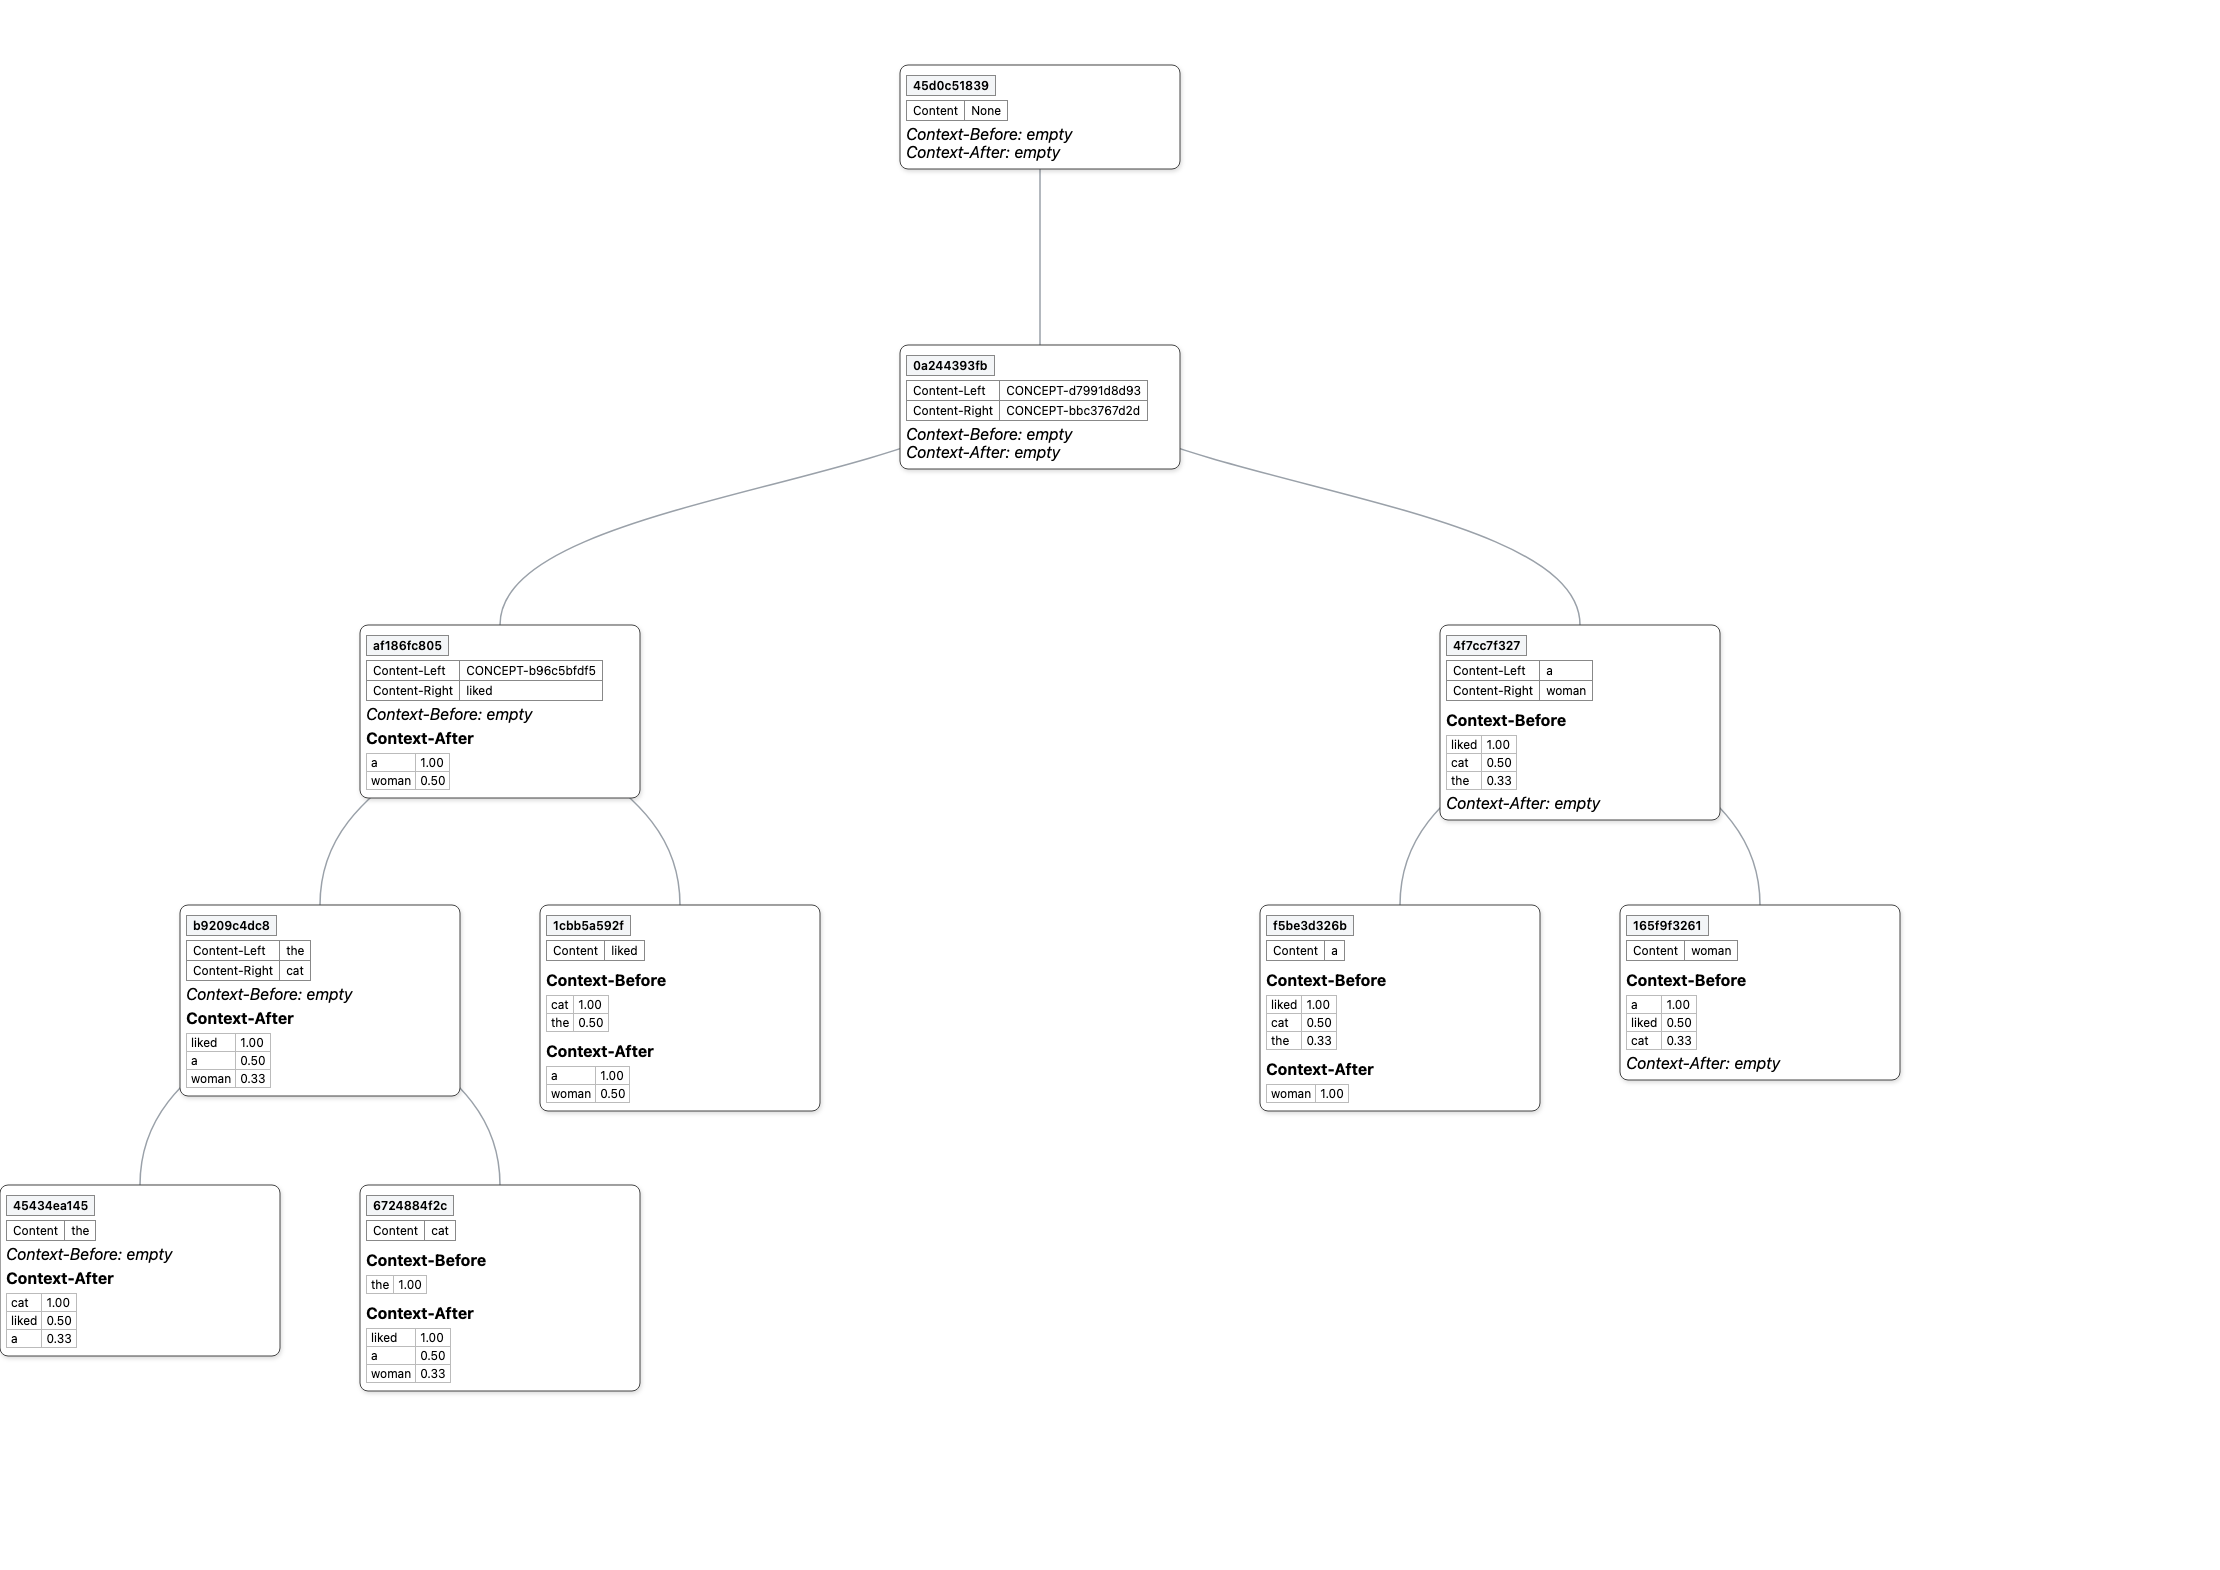 45d0c51839
Content None
Context-Before: empty
Context-After: empty
0a244393fb
Content-Left CONCEPT-d7991d8d93
Content-Right CONCEPT-bbc3767d2d
Context-Before: empty
Context-After: empty
af186fc805
Content-Left CONCEPT-b96c5bfdf5
Content-Right liked
Context-Before: empty
Context-After
a 1.00
woman 0.50
4f7cc7f327
Content-Left a
Content-Right woman
Context-Before
liked 1.00
cat 0.50
the 0.33
Context-After: empty
b9209c4dc8
Content-Left the
Content-Right cat
Context-Before: empty
Context-After
liked 1.00
a 0.50
woman 0.33
1cbb5a592f
Content liked
Context-Before
cat 1.00
the 0.50
Context-After
a 1.00
woman 0.50
f5be3d326b
Content a
Context-Before
liked 1.00
cat 0.50
the 0.33
Context-After
woman 1.00
165f9f3261
Content woman
Context-Before
a 1.00
liked 0.50
cat 0.33
Context-After: empty
45434ea145
Content the
Context-Before: empty
Context-After
cat 1.00
liked 0.50
a 0.33
6724884f2c
Content cat
Context-Before
the 1.00
Context-After
liked 1.00
a 0.50
woman 0.33